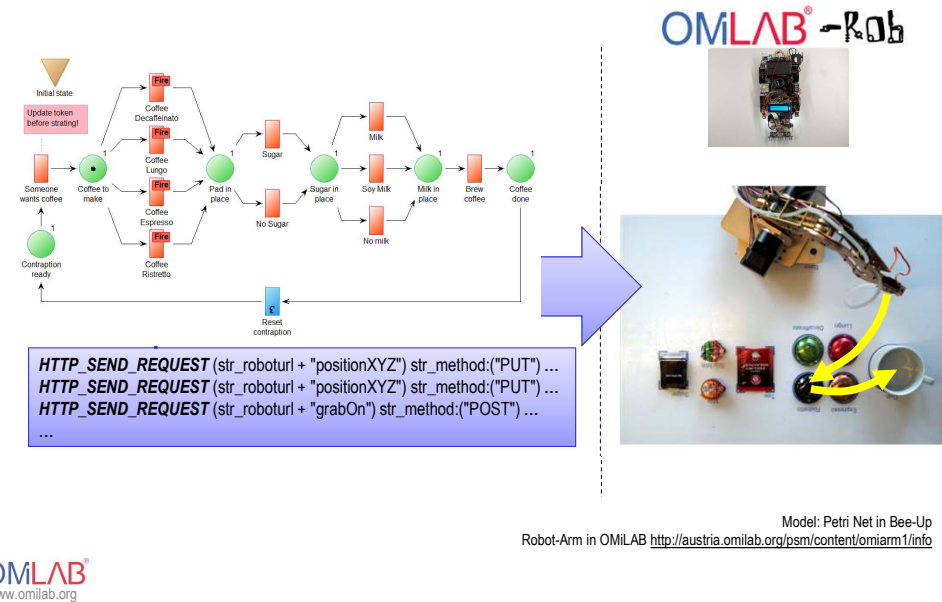 OMiLAB® -Rob
Initial state
Update token
before strating!
Fire
Coffee
Decaffeinato
Fire
Coffee
Lungo
Fire
Coffee
Espresso
Fire
Coffee
Ristretto
1
Someone
wants coffee
1
Coffee to
make
1
Pad in
place
Sugar
No Sugar
1
Sugar in
place
Milk
Soy Milk
No milk
1
Milk in
place
Brew
coffee
1
Coffee
done
Contraption
ready
£
Reset
contraption
HTTP_SEND_REQUEST (str_roboturl + "positionXYZ") str_method:("PUT") ...
HTTP_SEND_REQUEST (str_roboturl + "positionXYZ") str_method:("PUT") ...
HTTP_SEND_REQUEST (str_roboturl + "grabOn") str_method:("POST") ...
...
Decaffeinato
Lungo
Ristretto
Espresso
Model: Petri Net in Bee-Up
Robot-Arm in OMiLAB http://austria.omilab.org/psm/content/omiarm1/info
OMiLAB®
www.omilab.org